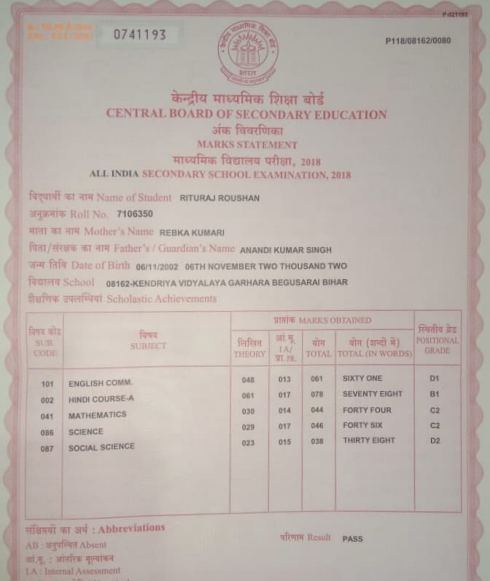 0741193
P-021193
P118/08162/0080
केन्द्रीय माध्यमिक शिक्षा बोर्ड
CENTRAL BOARD OF SECONDARY EDUCATION
अंक विवरणिका
MARKS STATEMENT
माध्यमिक विद्यालय परीक्षा, 2018
ALL INDIA SECONDARY SCHOOL EXAMINATION, 2018
विद्यार्थी का नाम Name of Student RITURAJ ROUSHAN
अनुक्रमांक Roll No. 7106350
माता का नाम Mother's Name REBKA KUMARI
पिता/संरक्षक का नाम Father's / Guardian's Name ANANDI KUMAR SINGH
जन्म तिथि Date of Birth 06/11/2002 06TH NOVEMBER TWO THOUSAND TWO
विद्यालय School 08162-KENDRIYA VIDYALAYA GARHARA BEGUSARAI BIHAR
शैक्षणिक उपलब्धियां Scholastic Achievements
विषय कोड SUB. CODE
विषय SUBJECT
प्राप्तांक MARKS OBTAINED
लिखित THEORY
आं.मू. I A/ प्रा./PR.
योग TOTAL
योग (शब्दों में) TOTAL (IN WORDS)
स्थितीय ग्रेड POSITIONAL GRADE
101 ENGLISH COMM. 048 013 061 SIXTY ONE D1
002 HINDI COURSE-A 061 017 078 SEVENTY EIGHT B1
041 MATHEMATICS 030 014 044 FORTY FOUR C2
086 SCIENCE 029 017 046 FORTY SIX C2
087 SOCIAL SCIENCE 023 015 038 THIRTY EIGHT D2
संक्षिप्तियों का अर्थ : Abbreviations
AB : अनुपस्थित Absent
परिणाम Result PASS
आं.मू. : आंतरिक मूल्यांकन
I A : Internal Assessment